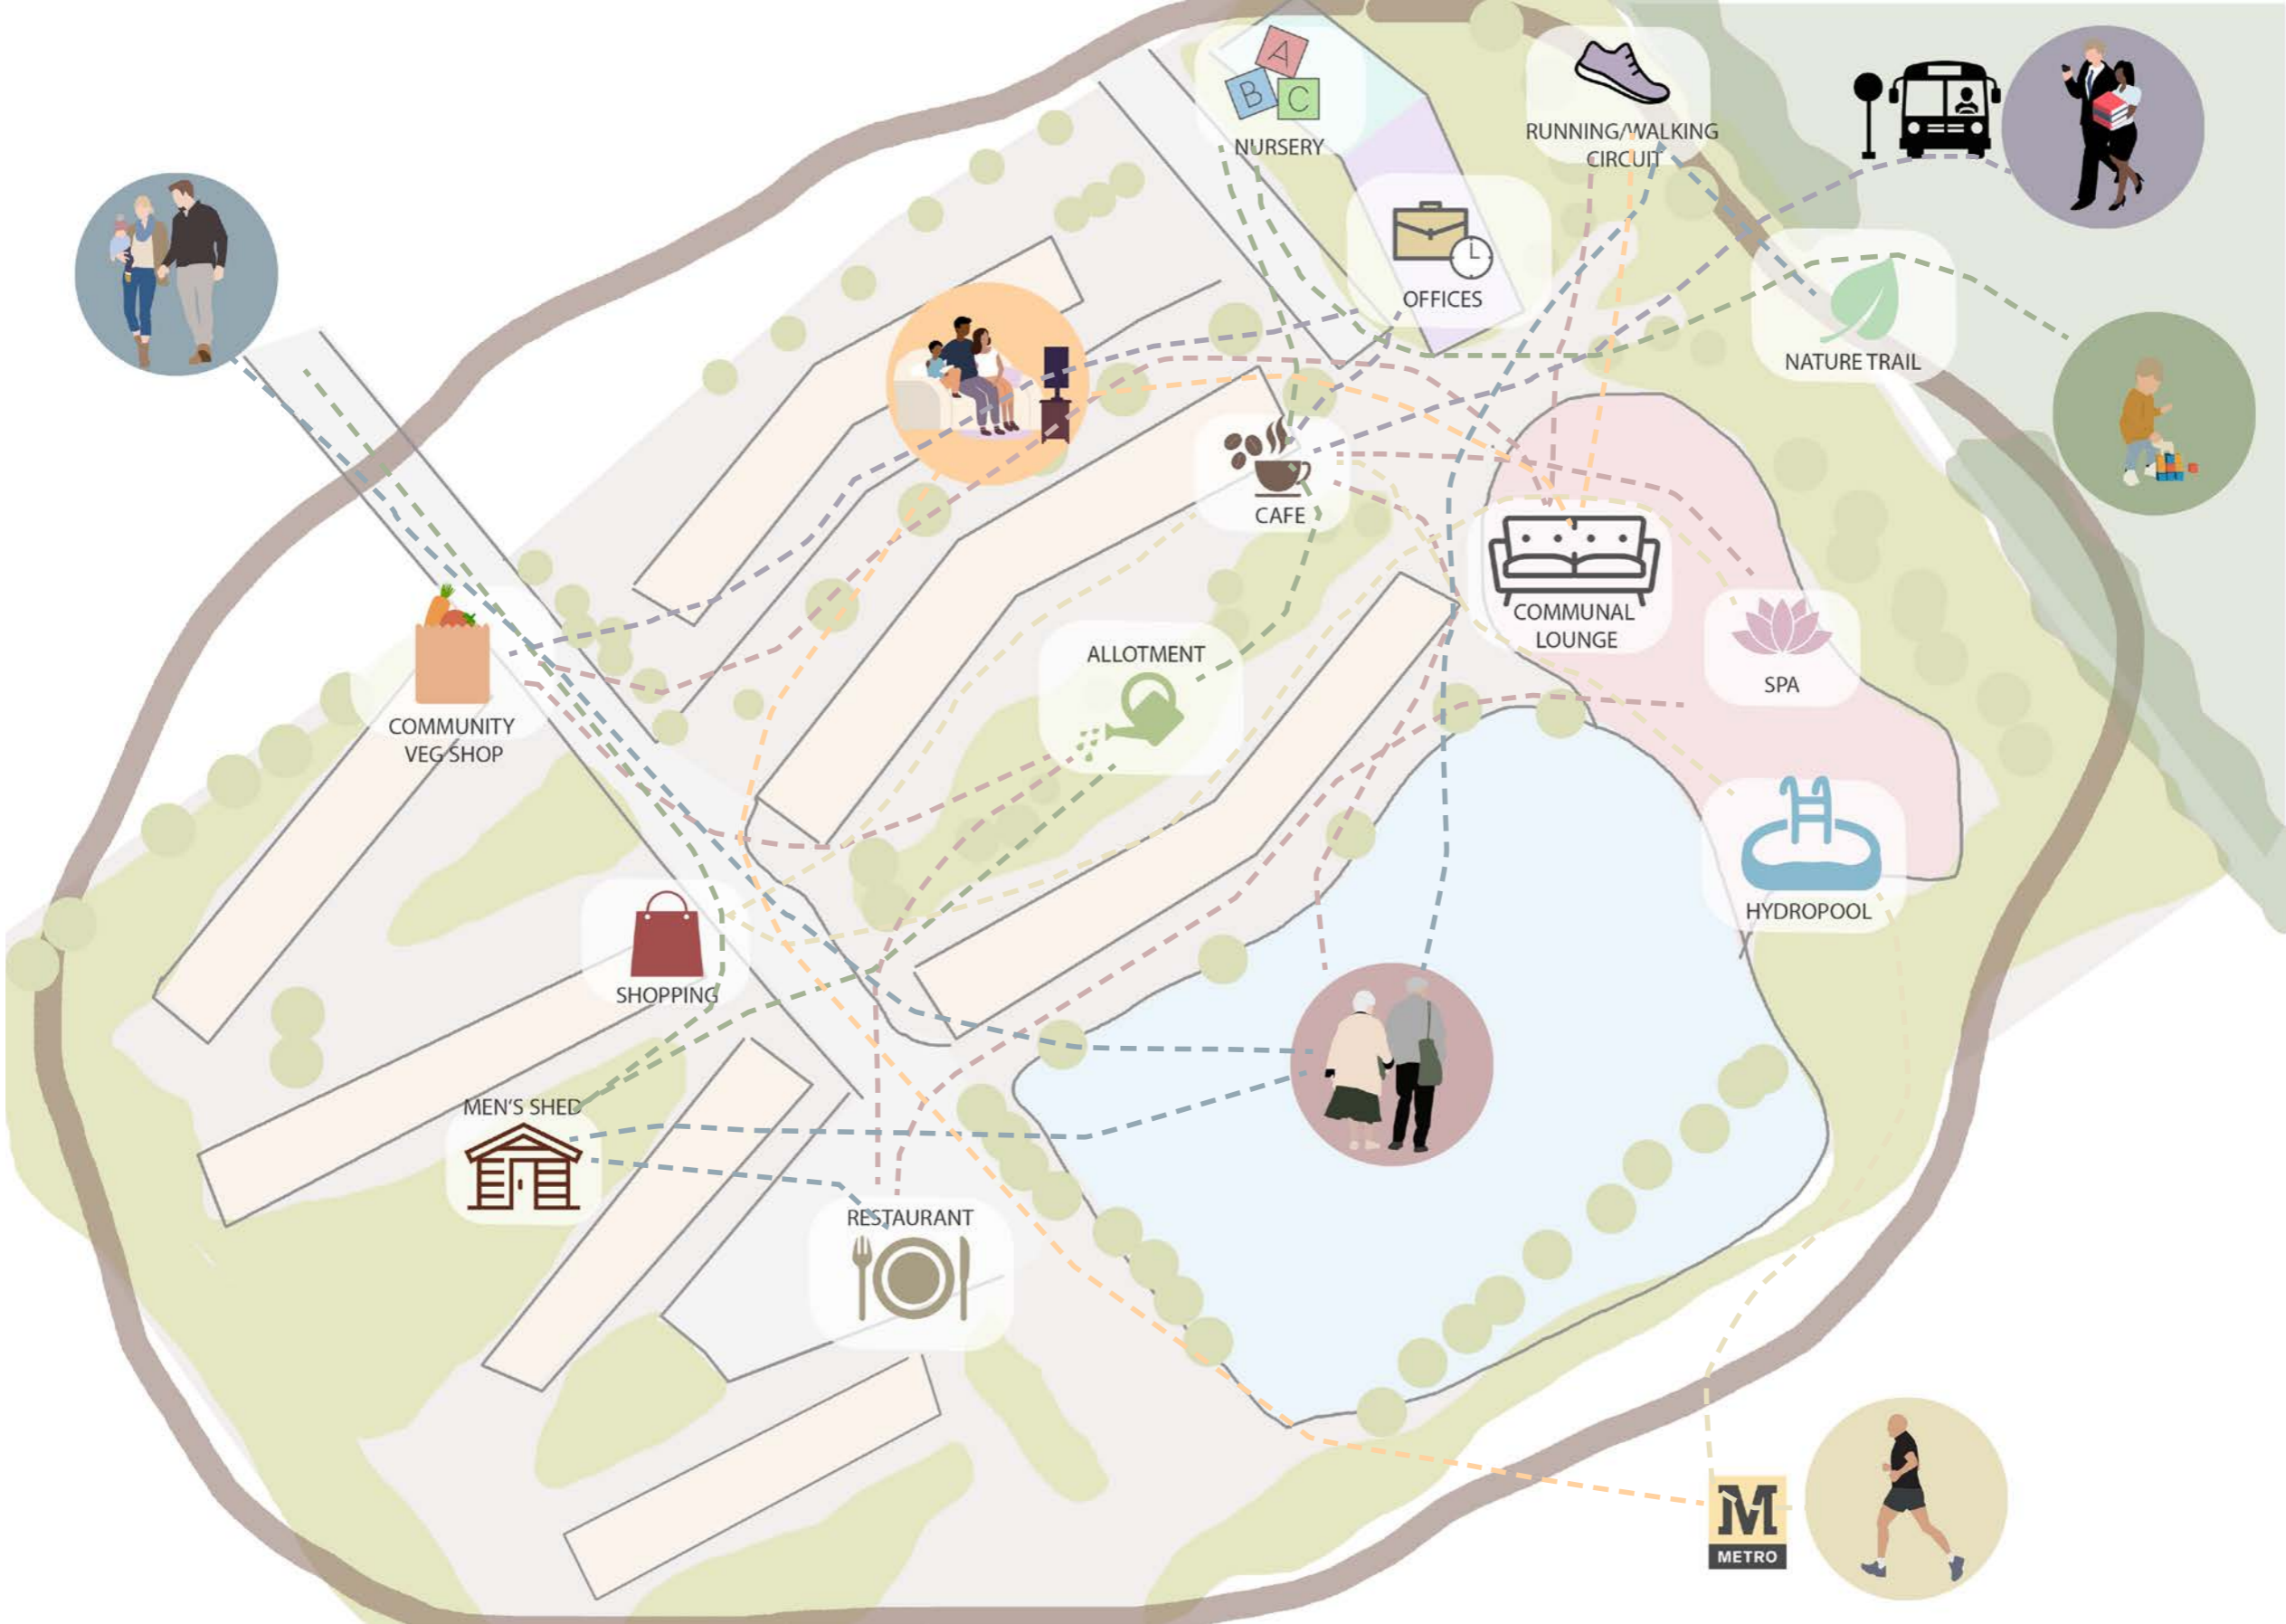 A
B
C
NURSERY
RUNNING/WALKING
CIRCUIT
L
OFFICES
NATURE TRAIL
CAFE
COMMUNAL
LOUNGE
ALLOTMENT
SPA
COMMUNITY
VEG SHOP
HYDROPOOL
SHOPPING
MEN'S SHED
RESTAURANT
M
METRO